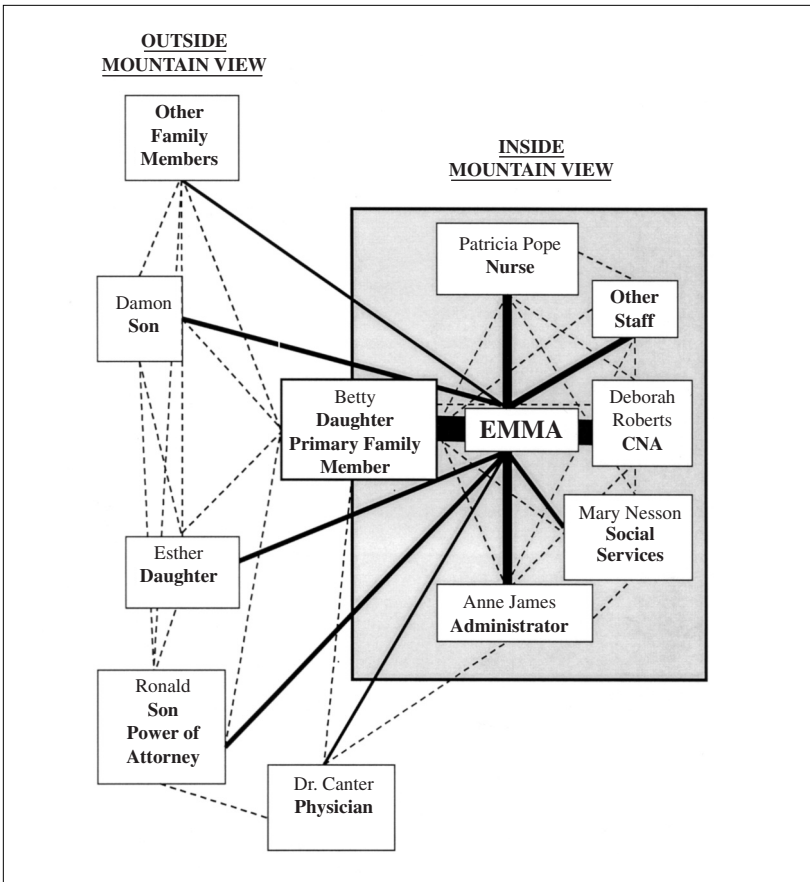 OUTSIDE
MOUNTAIN VIEW
Other
Family
Members
INSIDE
MOUNTAIN VIEW
Patricia Pope
Nurse
Other
Staff
Damon
Son
Betty
Daughter
Primary Family
Member
EMMA
Deborah
Roberts
CNA
Mary Nesson
Social
Services
Esther
Daughter
Anne James
Administrator
Ronald
Son
Power of
Attorney
Dr. Canter
Physician